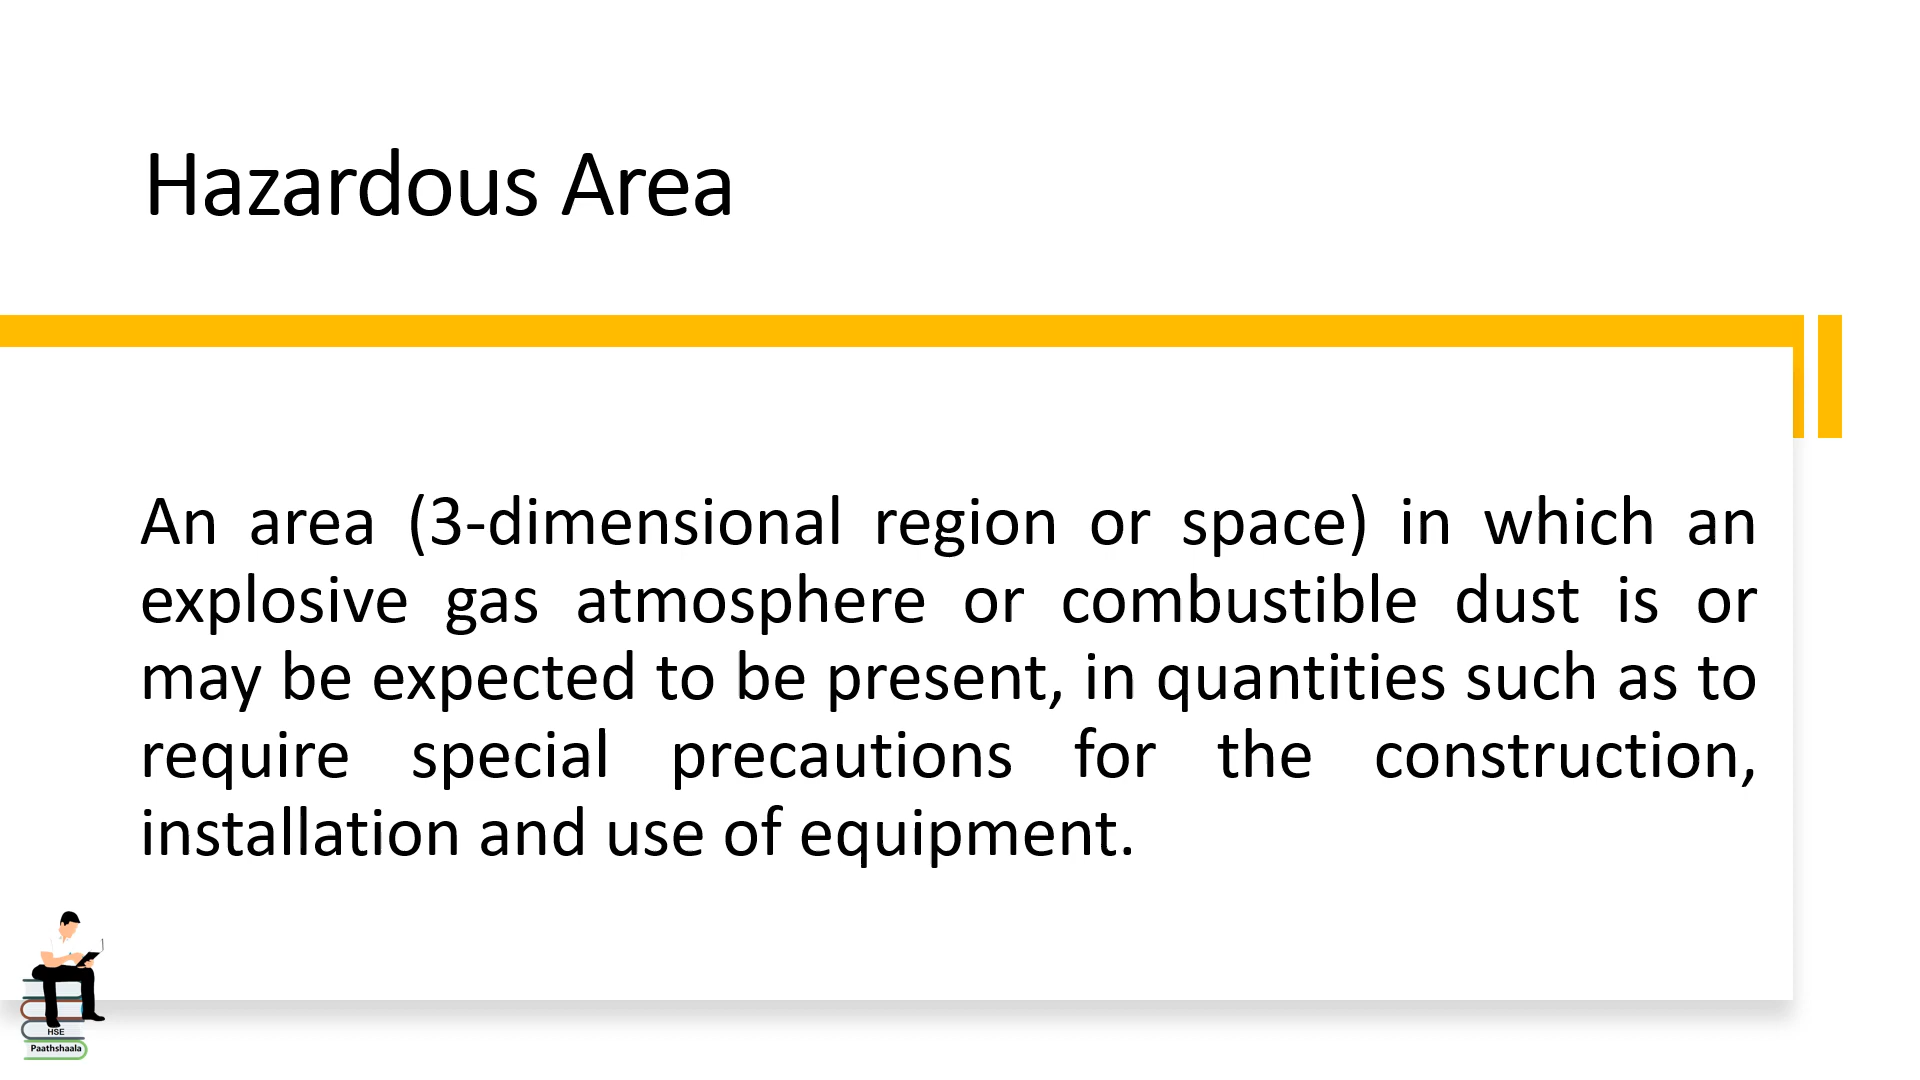 Hazardous Area
An area (3-dimensional region or space) in which an
explosive gas atmosphere or combustible dust is or
may be expected to be present, in quantities such as to
require special precautions for the construction,
installation and use of equipment.
HSE
Paathshaala